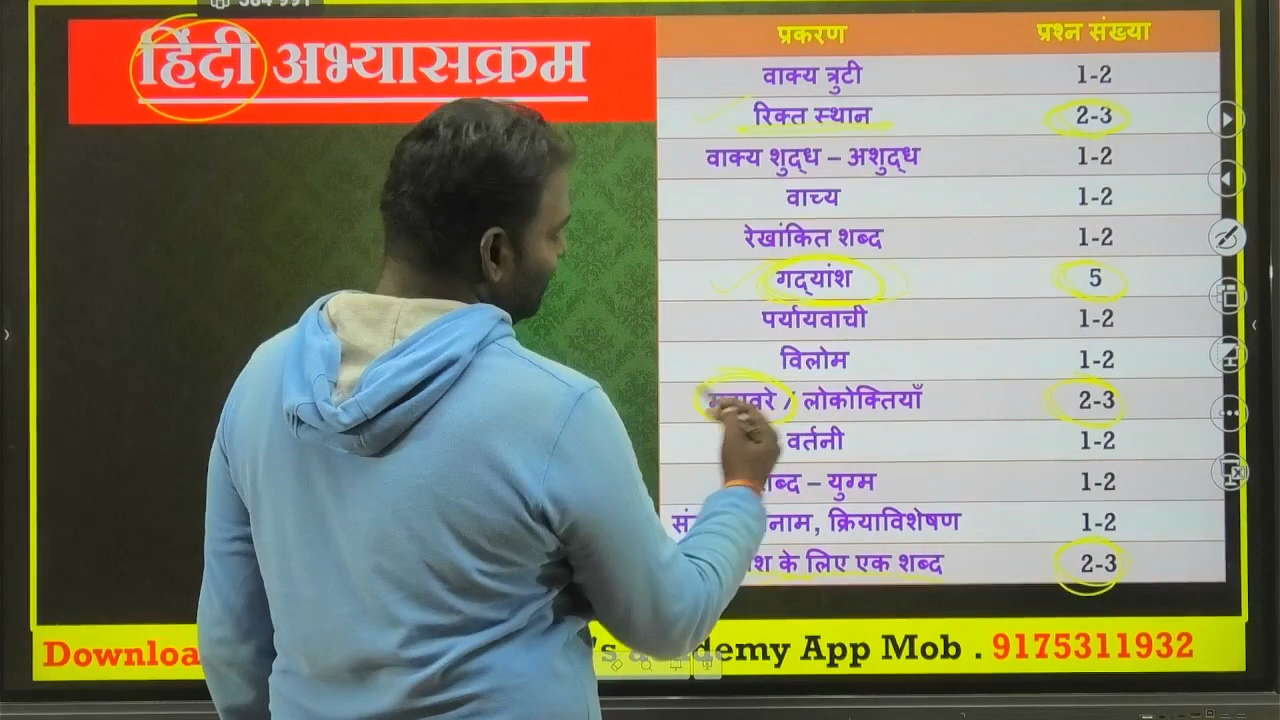 हिंदी अभ्यासक्रम
प्रकरण प्रश्न संख्या
वाक्य त्रुटी 1-2
रिक्त स्थान 2-3
वाक्य शुद्ध – अशुद्ध 1-2
वाच्य 1-2
रेखांकित शब्द 1-2
गद्यांश 5
पर्यायवाची 1-2
विलोम 1-2
/ लोकोक्तियाँ 2-3
वर्तनी 1-2
– युग्म 1-2
क्रियाविशेषण 1-2
के लिए एक शब्द 2-3
App Mob . 9175311932